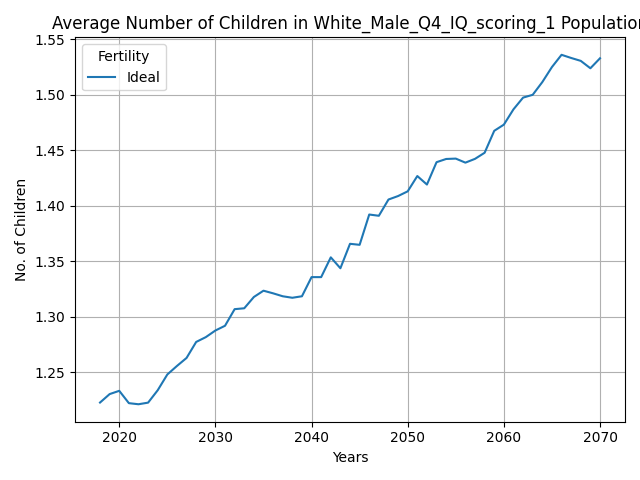 Average Number of Children in White_Male_Q4_IQ_scoring_1 Population
Fertility
Ideal
1.55
1.50
1.45
1.40
1.35
1.30
1.25
No. of Children
2020 2030 2040 2050 2060 2070
Years